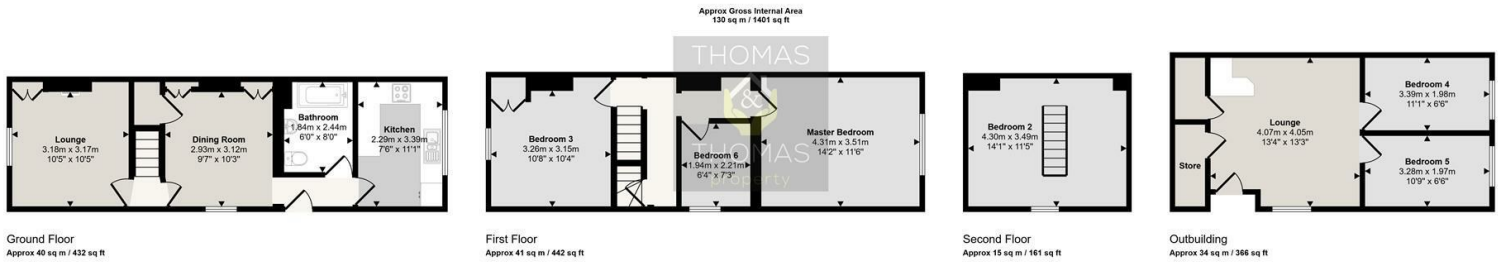 Approx Gross Internal Area
130 sq m / 1401 sq ft
THOMAS
&
THOMAS
property
Lounge
3.18m x 3.17m
10'5" x 10'5"
Dining Room
2.93m x 3.12m
9'7" x 10'3"
Bathroom
1.84m x 2.44m
6'0" x 8'0"
Kitchen
2.29m x 3.39m
7'6" x 11'1"
Ground Floor
Approx 40 sq m / 432 sq ft
Bedroom 3
3.26m x 3.15m
10'8" x 10'4"
Bedroom 6
1.94m x 2.21m
6'4" x 7'3"
Master Bedroom
4.31m x 3.51m
14'2" x 11'6"
First Floor
Approx 41 sq m / 442 sq ft
Bedroom 2
4.30m x 3.49m
14'1" x 11'5"
Second Floor
Approx 15 sq m / 161 sq ft
Store
Lounge
4.07m x 4.05m
13'4" x 13'3"
Bedroom 4
3.39m x 1.98m
11'1" x 6'6"
Bedroom 5
3.28m x 1.97m
10'9" x 6'6"
Outbuilding
Approx 34 sq m / 366 sq ft